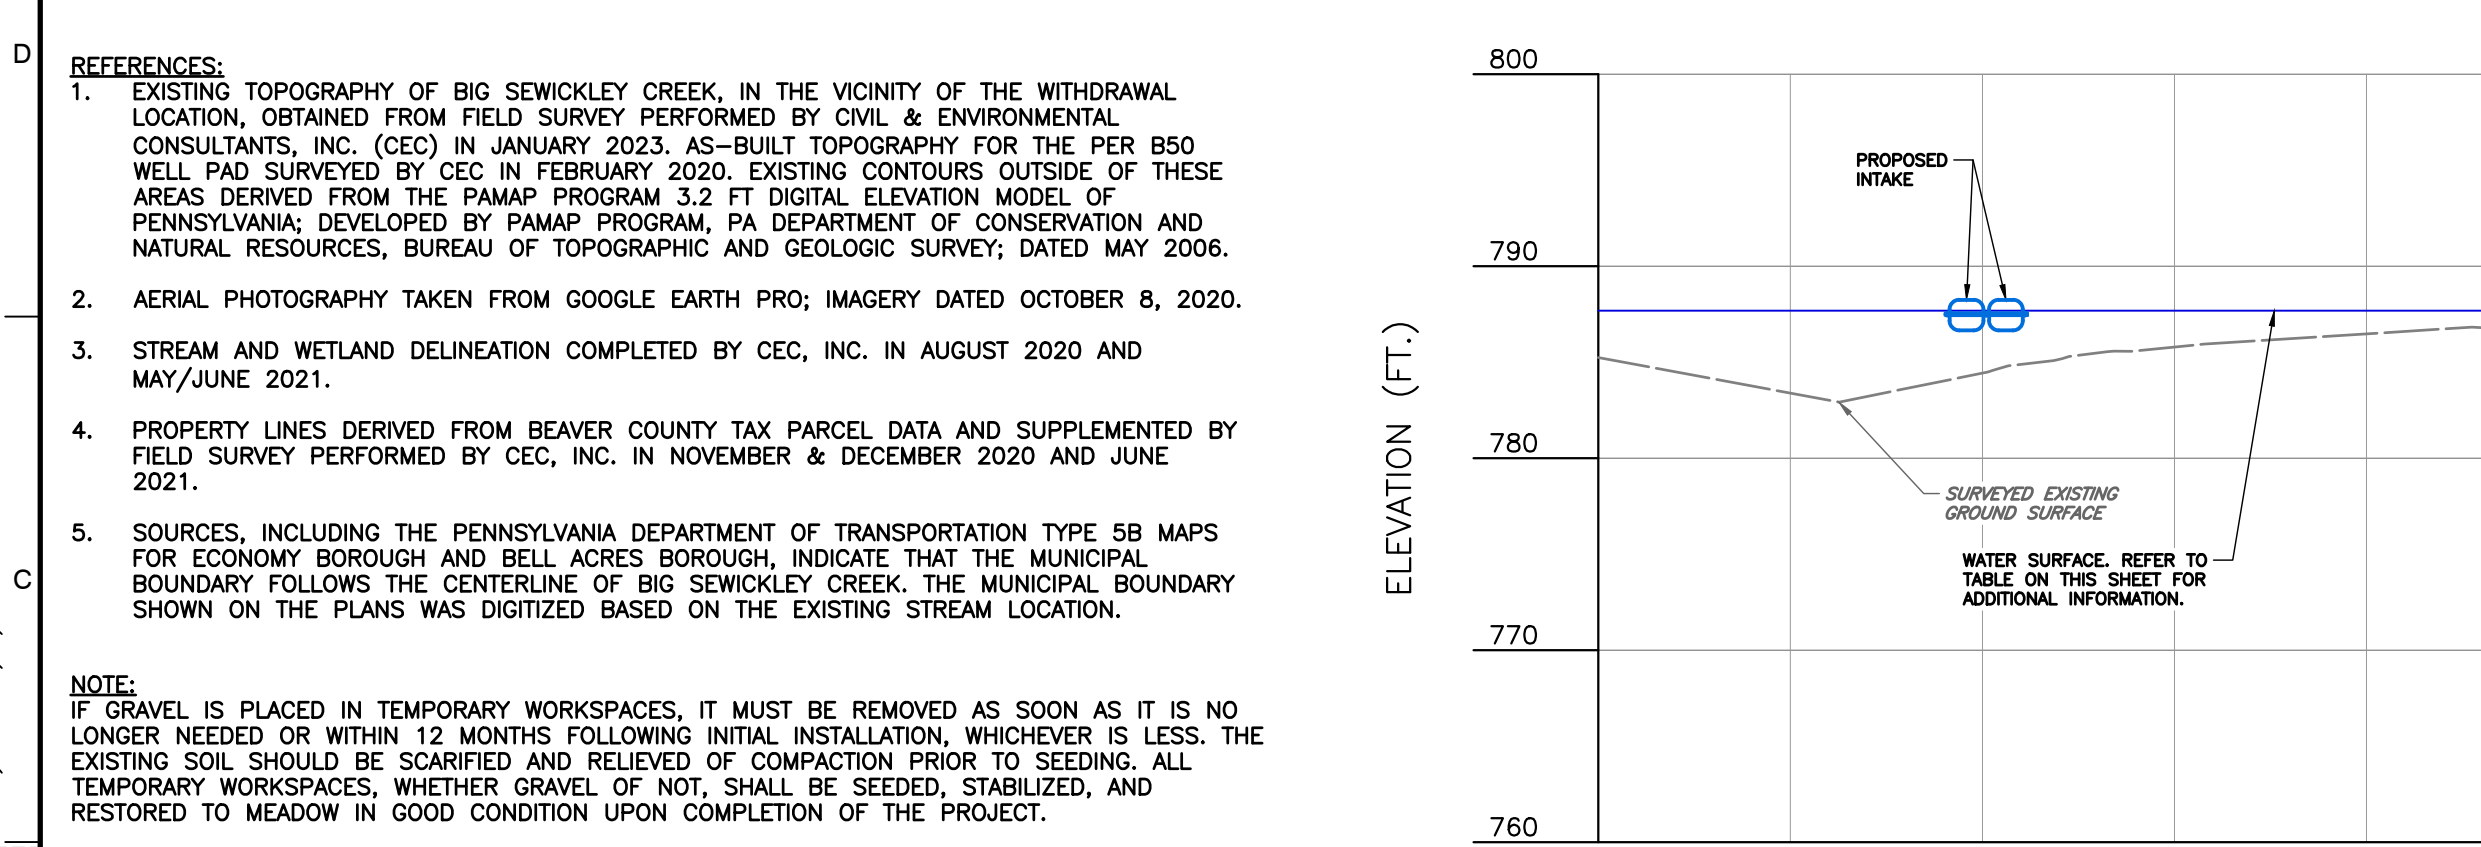 D
REFERENCES:
1. EXISTING TOPOGRAPHY OF BIG SEWICKLEY CREEK, IN THE VICINITY OF THE WITHDRAWAL
LOCATION, OBTAINED FROM FIELD SURVEY PERFORMED BY CIVIL & ENVIRONMENTAL
CONSULTANTS, INC. (CEC) IN JANUARY 2023. AS-BUILT TOPOGRAPHY FOR THE PER B50
WELL PAD SURVEYED BY CEC IN FEBRUARY 2020. EXISTING CONTOURS OUTSIDE OF THESE
AREAS DERIVED FROM THE PAMAP PROGRAM 3.2 FT DIGITAL ELEVATION MODEL OF
PENNSYLVANIA; DEVELOPED BY PAMAP PROGRAM, PA DEPARTMENT OF CONSERVATION AND
NATURAL RESOURCES, BUREAU OF TOPOGRAPHIC AND GEOLOGIC SURVEY; DATED MAY 2006.
2. AERIAL PHOTOGRAPHY TAKEN FROM GOOGLE EARTH PRO; IMAGERY DATED OCTOBER 8, 2020.
3. STREAM AND WETLAND DELINEATION COMPLETED BY CEC, INC. IN AUGUST 2020 AND
MAY/JUNE 2021.
4. PROPERTY LINES DERIVED FROM BEAVER COUNTY TAX PARCEL DATA AND SUPPLEMENTED BY
FIELD SURVEY PERFORMED BY CEC, INC. IN NOVEMBER & DECEMBER 2020 AND JUNE
2021.
5. SOURCES, INCLUDING THE PENNSYLVANIA DEPARTMENT OF TRANSPORTATION TYPE 5B MAPS
FOR ECONOMY BOROUGH AND BELL ACRES BOROUGH, INDICATE THAT THE MUNICIPAL
BOUNDARY FOLLOWS THE CENTERLINE OF BIG SEWICKLEY CREEK. THE MUNICIPAL BOUNDARY
SHOWN ON THE PLANS WAS DIGITIZED BASED ON THE EXISTING STREAM LOCATION.
C
NOTE:
IF GRAVEL IS PLACED IN TEMPORARY WORKSPACES, IT MUST BE REMOVED AS SOON AS IT IS NO
LONGER NEEDED OR WITHIN 12 MONTHS FOLLOWING INITIAL INSTALLATION, WHICHEVER IS LESS. THE
EXISTING SOIL SHOULD BE SCARIFIED AND RELIEVED OF COMPACTION PRIOR TO SEEDING. ALL
TEMPORARY WORKSPACES, WHETHER GRAVEL OF NOT, SHALL BE SEEDED, STABILIZED, AND
RESTORED TO MEADOW IN GOOD CONDITION UPON COMPLETION OF THE PROJECT.
ELEVATION (FT.)
800
790
780
770
760
PROPOSED
INTAKE
SURVEYED EXISTING
GROUND SURFACE
WATER SURFACE. REFER TO
TABLE ON THIS SHEET FOR
ADDITIONAL INFORMATION.